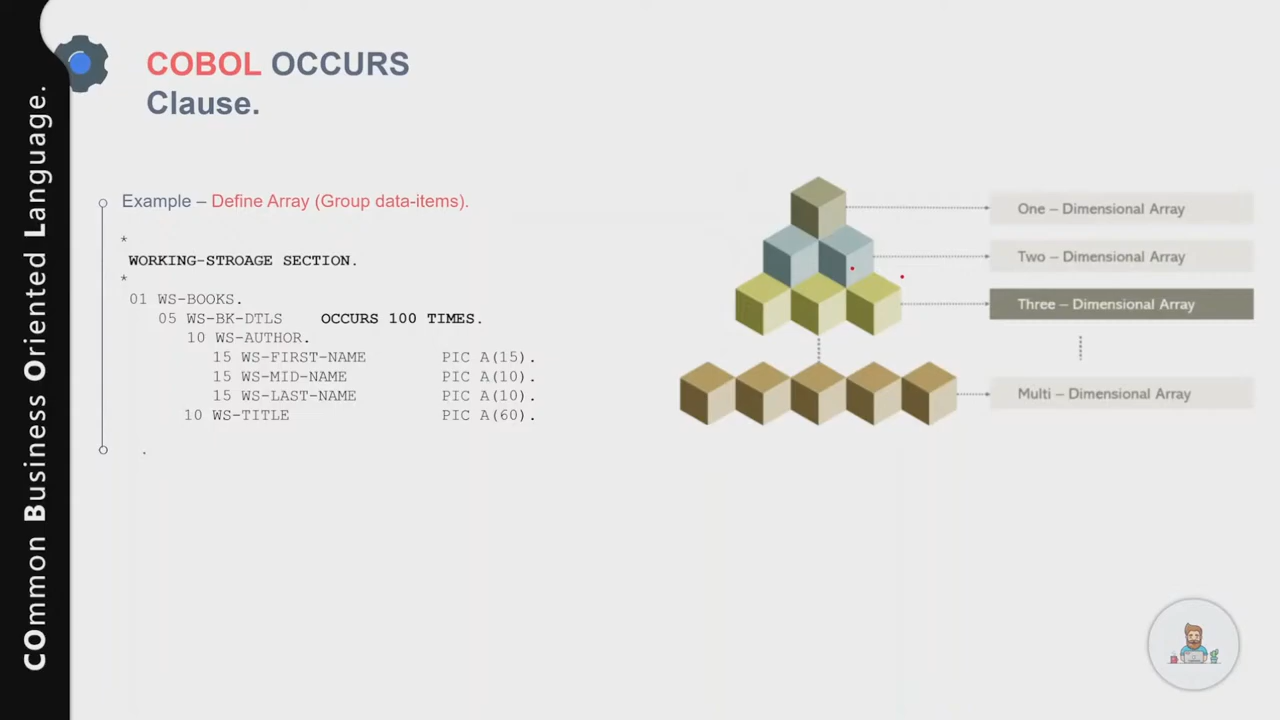 COmmon Business Oriented Language.
COBOL OCCURS
Clause.
Example – Define Array (Group data-items).
*
WORKING-STROAGE SECTION.
*
01 WS-BOOKS.
05 WS-BK-DTLS OCCURS 100 TIMES.
10 WS-AUTHOR.
15 WS-FIRST-NAME PIC A(15).
15 WS-MID-NAME PIC A(10).
15 WS-LAST-NAME PIC A(10).
10 WS-TITLE PIC A(60).
.
One – Dimensional Array
Two – Dimensional Array
Three – Dimensional Array
Multi – Dimensional Array